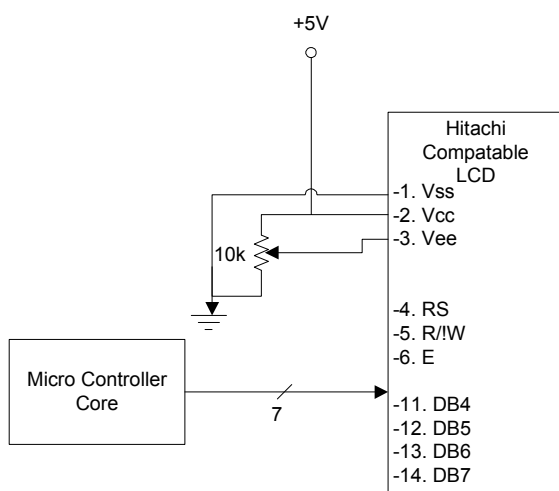 +5V
Hitachi
Compatable
LCD
-1. Vss
-2. Vcc
-3. Vee
10k
-4. RS
-5. R/!W
-6. E
Micro Controller
Core
7
-11. DB4
-12. DB5
-13. DB6
-14. DB7